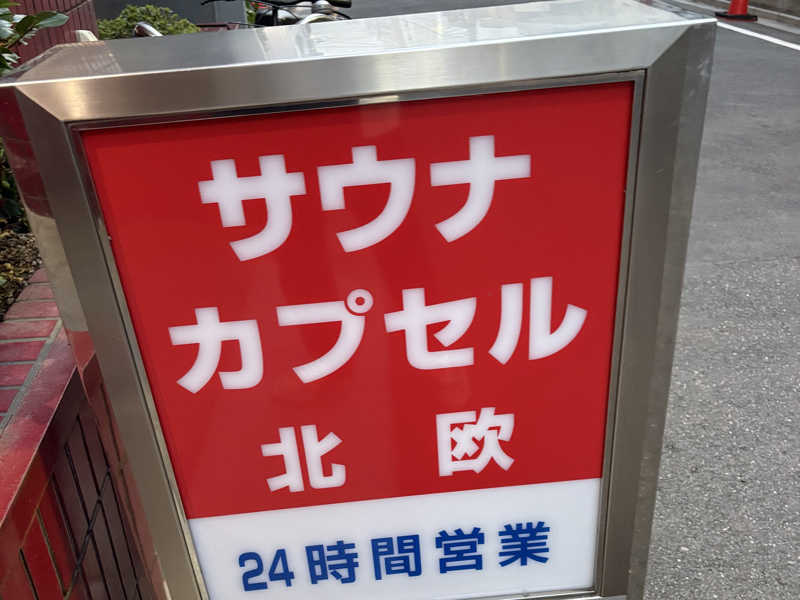 サウナ
カプセル
北欧
24時間営業